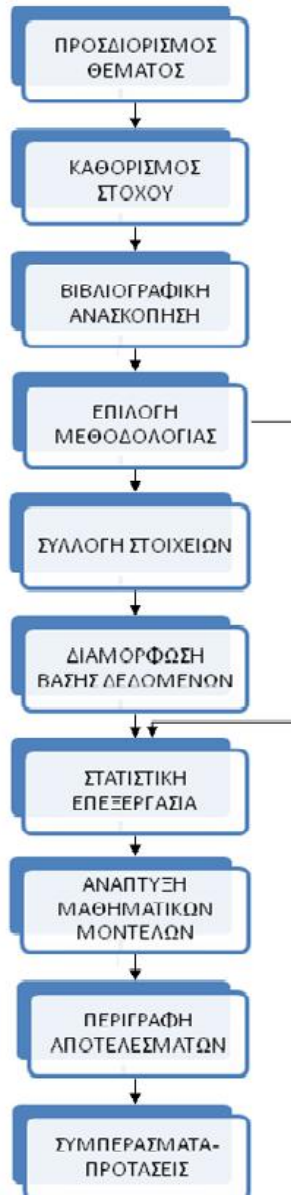 ΠΡΟΣΔΙΟΡΙΣΜΟΣ
ΘΕΜΑΤΟΣ
ΚΑΘΟΡΙΣΜΟΣ
ΣΤΟΧΟΥ
ΒΙΒΛΙΟΓΡΑΦΙΚΗ
ΑΝΑΣΚΟΠΗΣΗ
ΕΠΙΛΟΓΗ
ΜΕΘΟΔΟΛΟΓΙΑΣ
ΣΥΛΛΟΓΗ ΣΤΟΙΧΕΙΩΝ
ΔΙΑΜΟΡΦΩΣΗ
ΒΑΣΗΣ ΔΕΔΟΜΕΝΩΝ
ΣΤΑΤΙΣΤΙΚΗ
ΕΠΕΞΕΡΓΑΣΙΑ
ΑΝΑΠΤΥΞΗ
ΜΑΘΗΜΑΤΙΚΩΝ
ΜΟΝΤΕΛΩΝ
ΠΕΡΙΓΡΑΦΗ
ΑΠΟΤΕΛΕΣΜΑΤΩΝ
ΣΥΜΠΕΡΑΣΜΑΤΑ-
ΠΡΟΤΑΣΕΙΣ